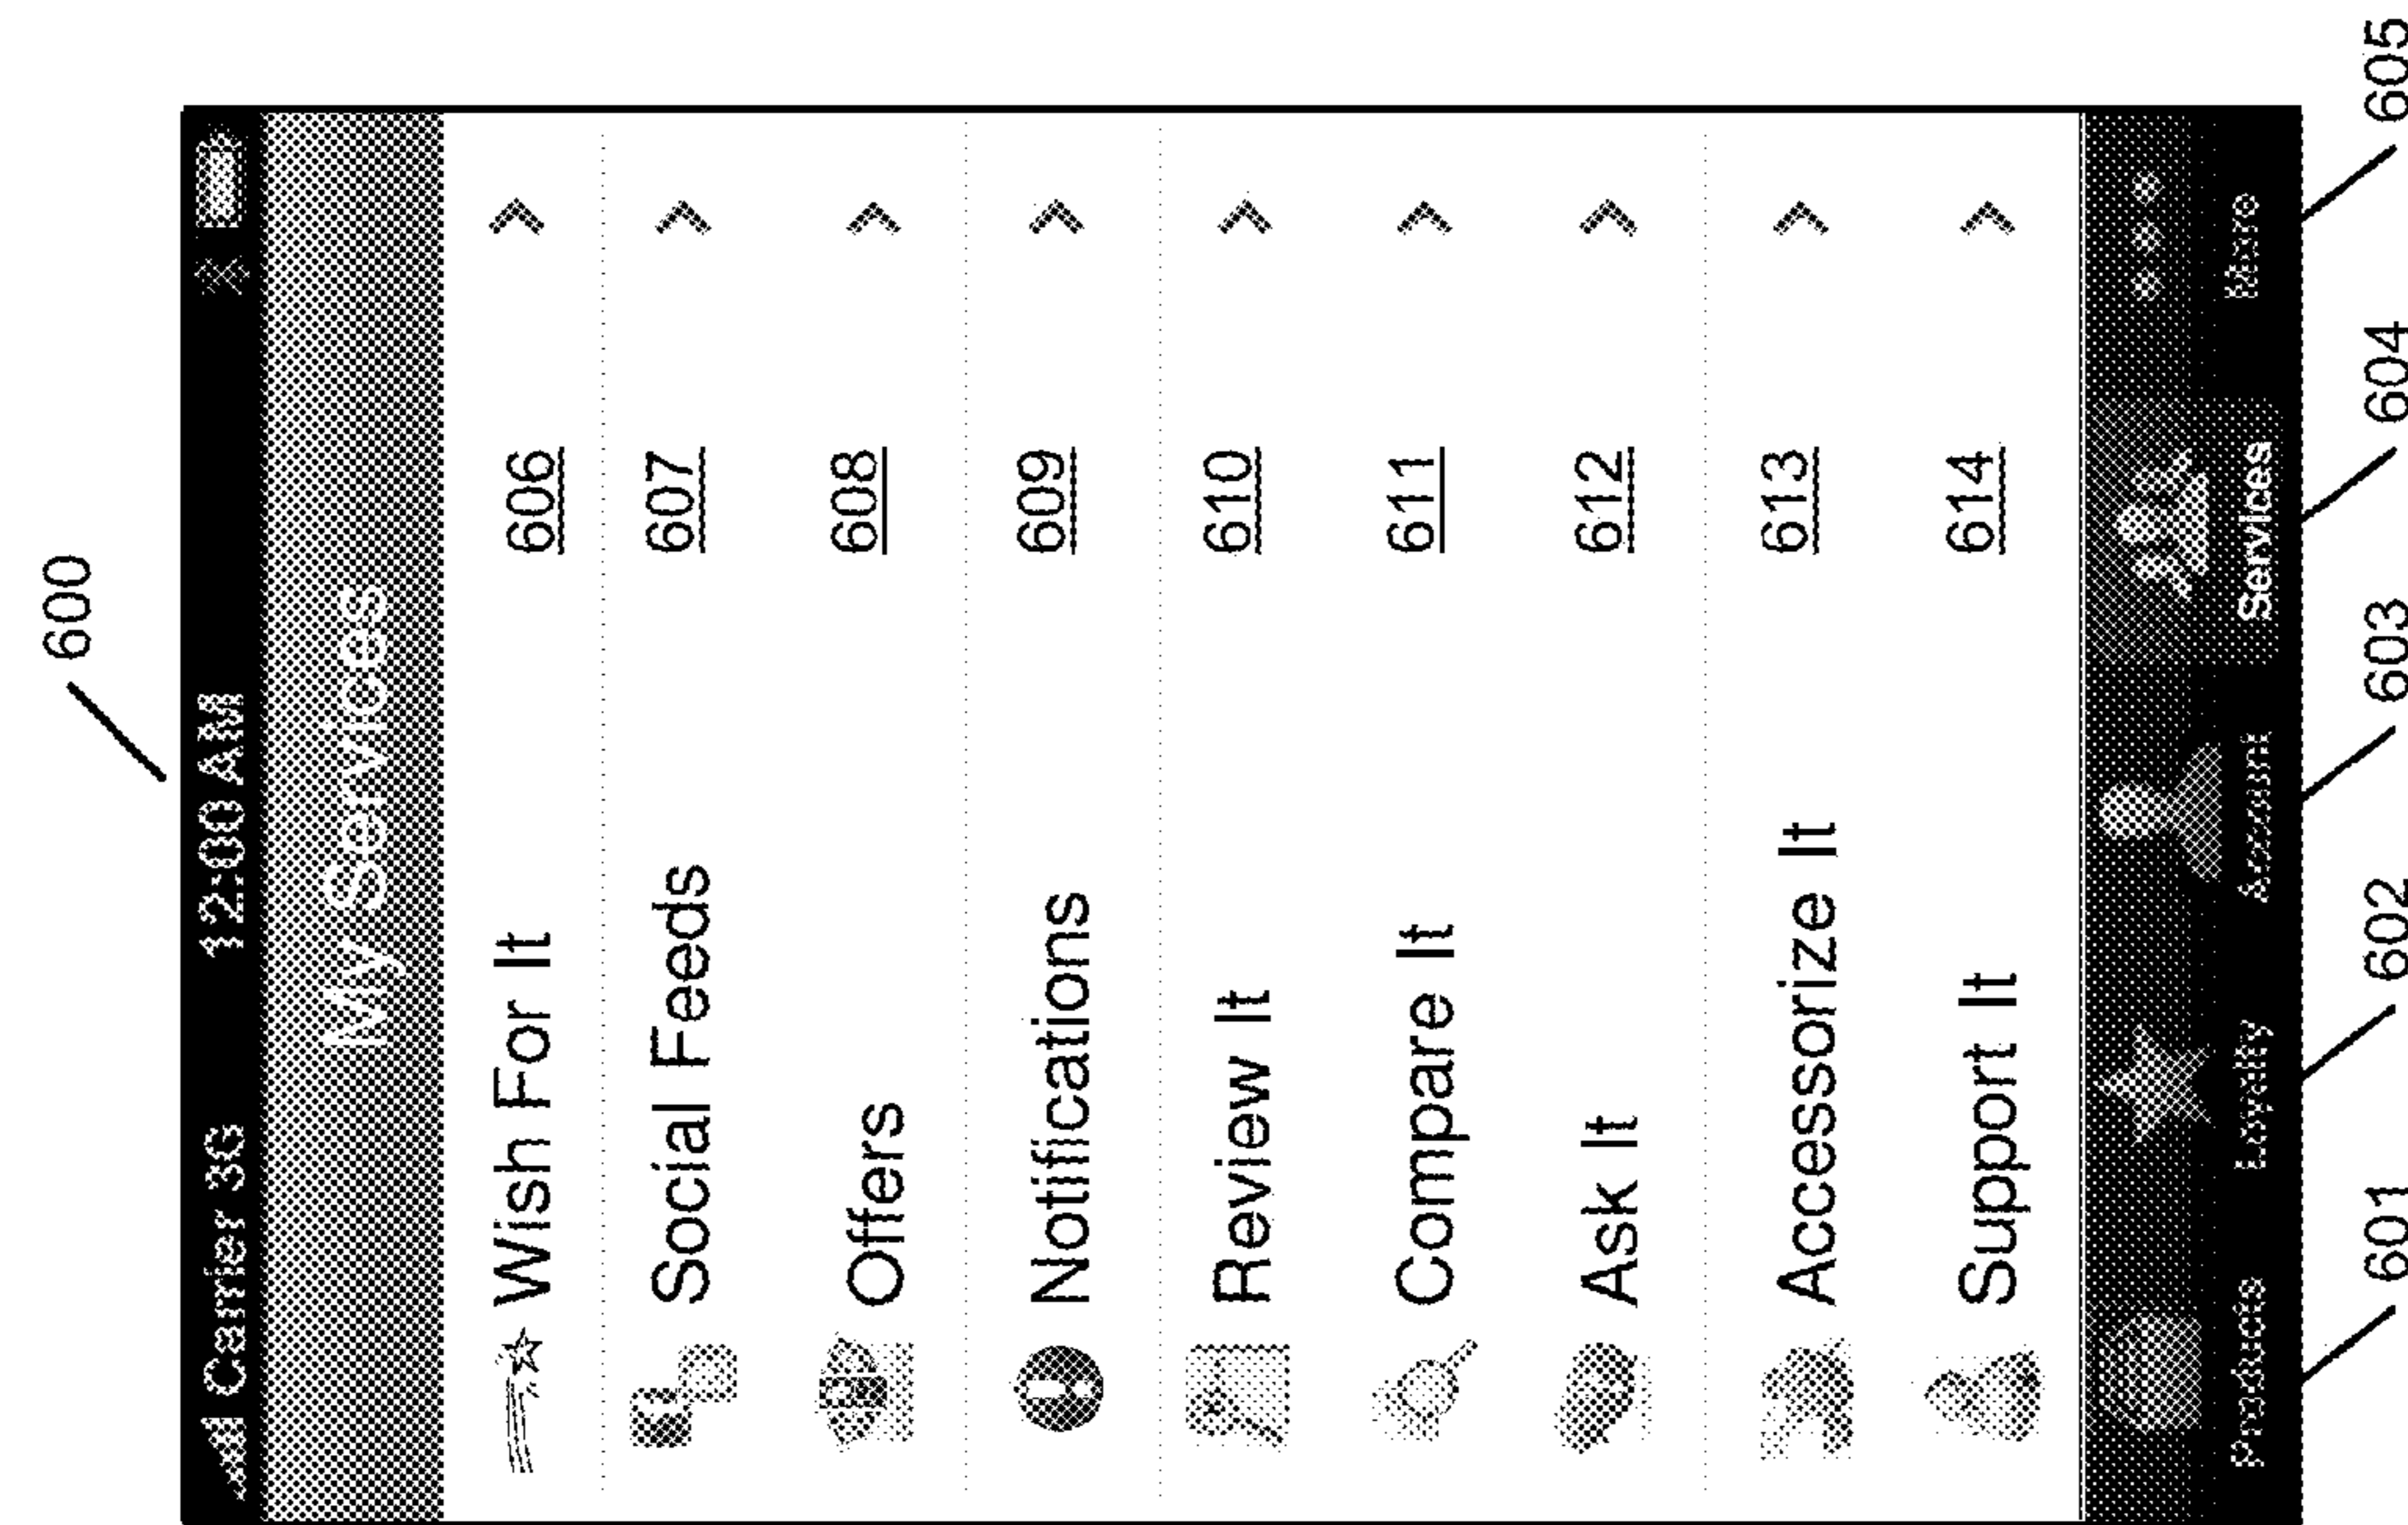 600
Carrier 3G 12:00 AM
My Services
Wish For It 606
Social Feeds 607
Offers 608
Notifications 609
Review It 610
Compare It 611
Ask It 612
Accessorize It 613
Support It 614
Products Loyalty Account Services More
601 602 603 604 605